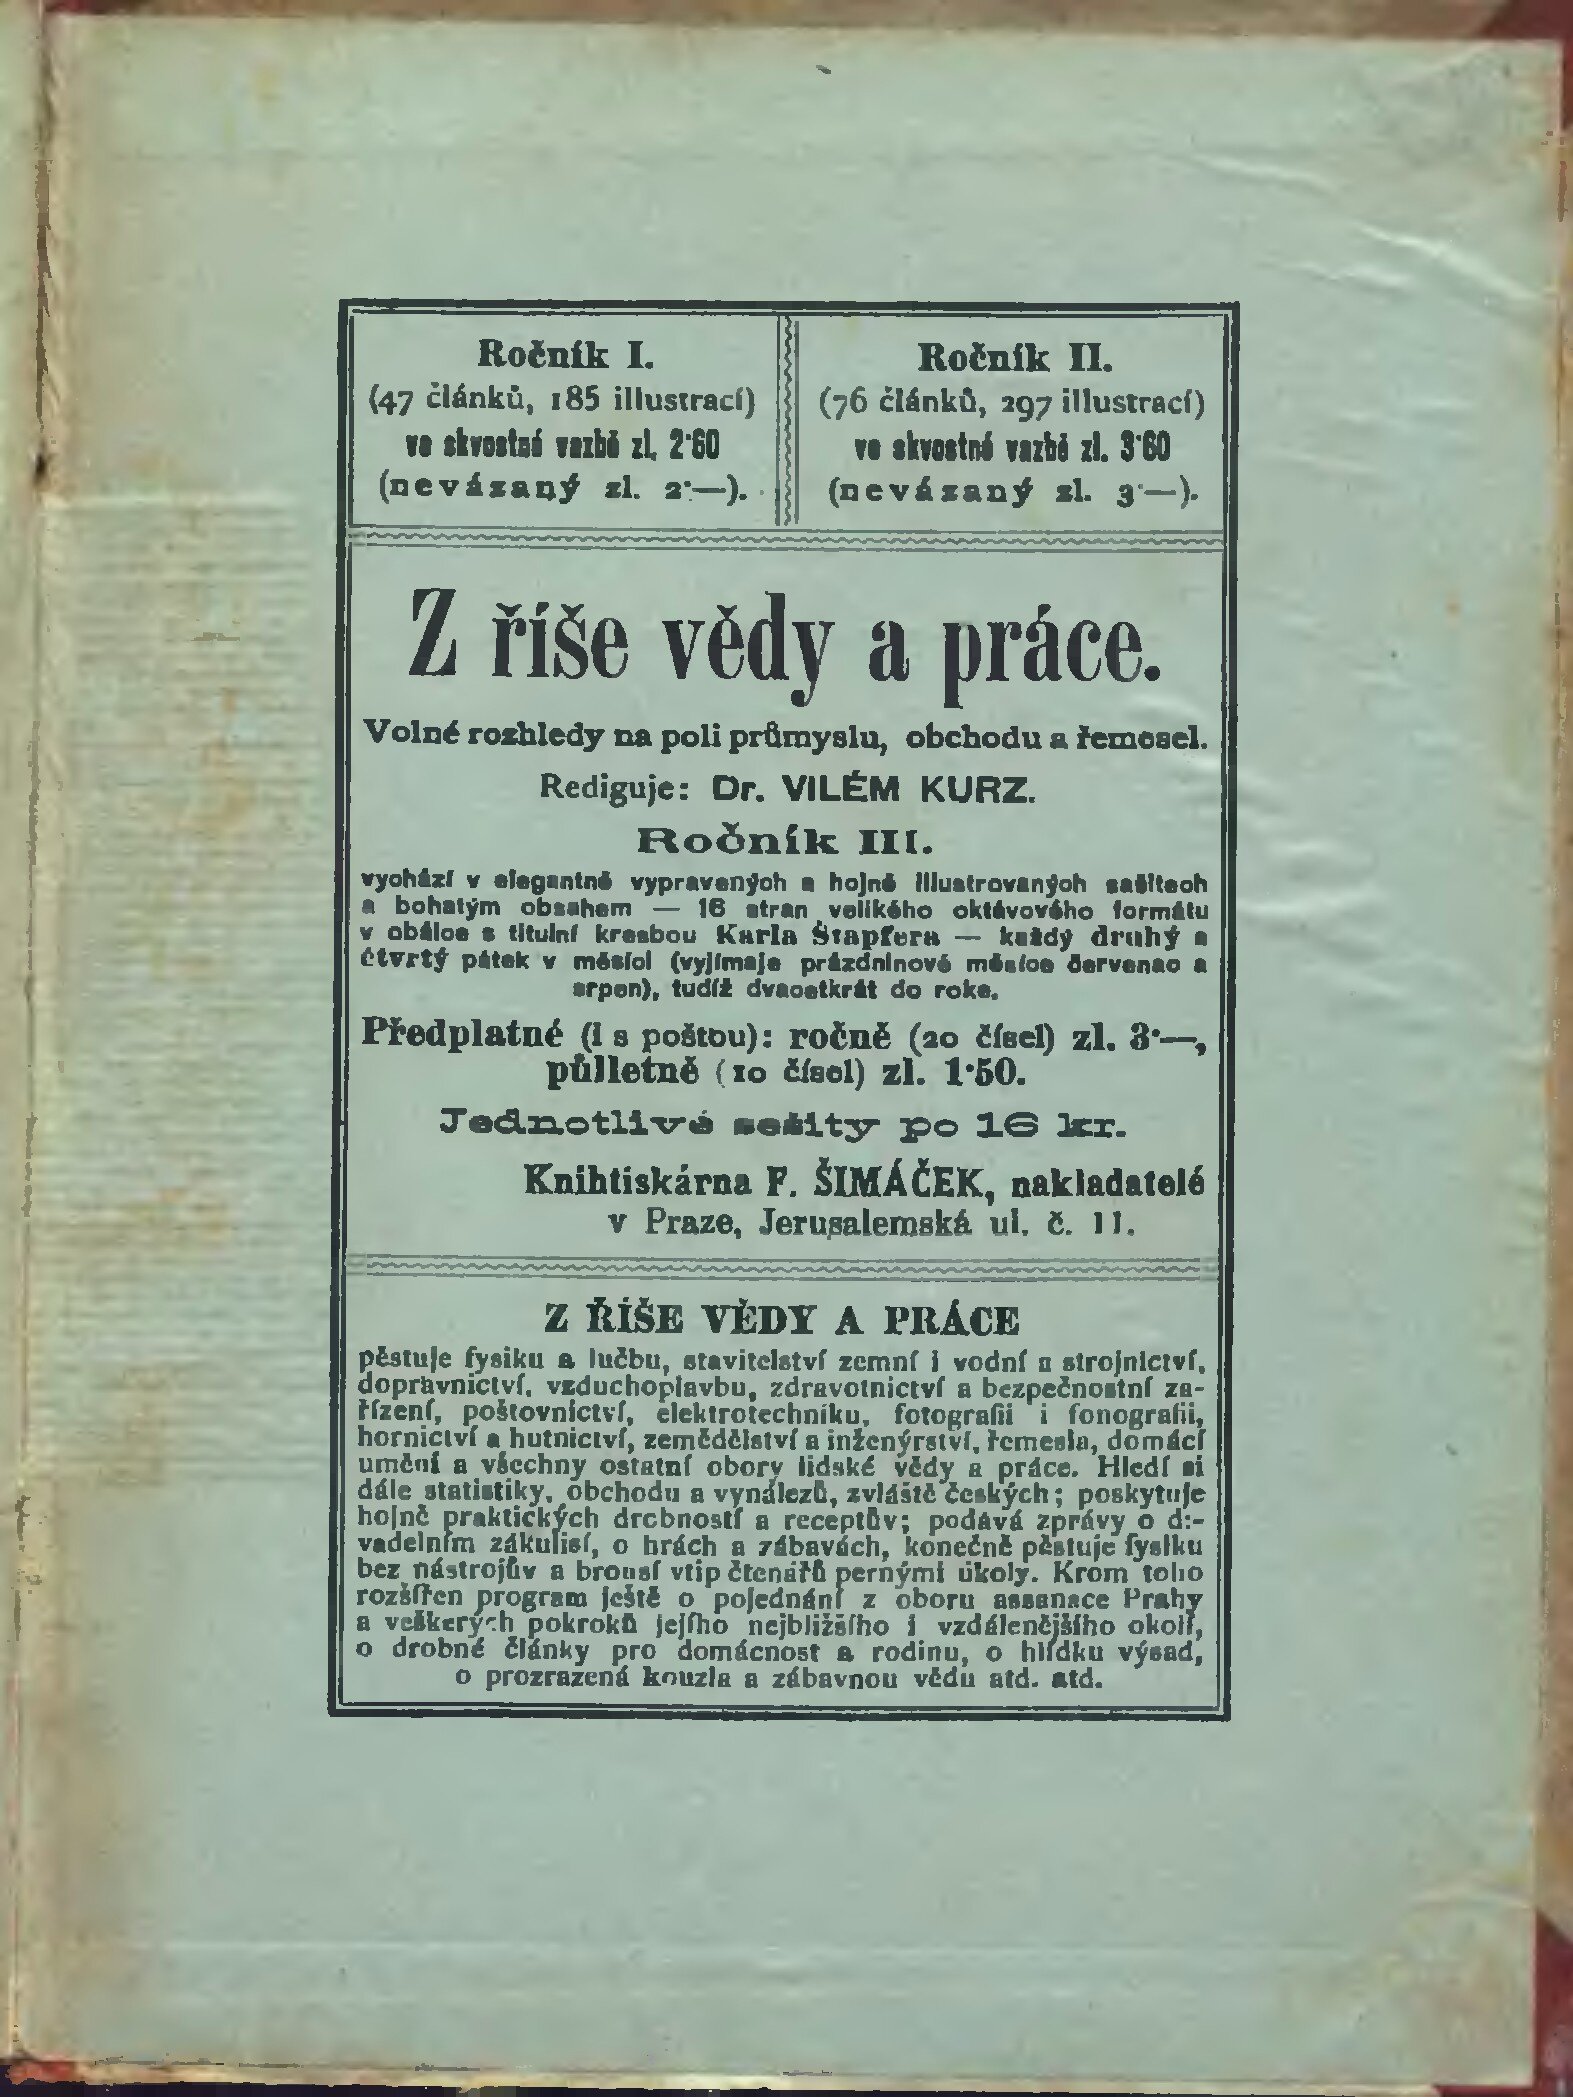 Ročník I.
(47 článků, 185 illustrací)
ve skvostné vazbě zl. 2·60
(nevázaný zl. 2·—).
Ročník II.
(76 článků, 297 illustrací)
ve skvostné vazbě zl. 3·60
(nevázaný zl. 3·—).
Z říše vědy a práce.
Volné rozhledy na poli průmyslu, obchodu a řemesel.
Rediguje: Dr. VILÉM KURZ.
Ročník III.
vychází v elegantně vypravených a hojně illustrovaných sešitech
a bohatým obsahem — 16 stran velikého oktávového formátu
v obálce s titulní kresbou Karla Štapfera — každý druhý a
čtvrtý pátek v měsíci (vyjímaje prázdninové měsíce červenec a
srpen), tudíž dvacetkrát do roka.
Předplatné (i s poštou): ročně (20 čísel) zl. 3·—,
půlletně (10 čísel) zl. 1·50.
Jednotlivé sešity po 16 kr.
Knihtiskárna F. ŠIMÁČEK, nakladatelé
v Praze, Jerusalemská ul. č. 11.
Z ŘÍŠE VĚDY A PRÁCE
pěstuje fysiku a lučbu, stavitelství zemní i vodní a strojnictví,
dopravnictví, vzduchoplavbu, zdravotnictví a bezpečnostní za-
řízení, poštovnictví, elektrotechniku, fotografii i fonografii,
hornictví a hutnictví, zemědělství a inženýrství, řemesla, domácí
umění a všechny ostatní obory lidské vědy a práce. Hledí si
dále statistiky, obchodu a vynálezů, zvláště českých; poskytuje
hojně praktických drobností a receptův; podává zprávy o di-
vadelním zákulisí, o hrách a zábavách, konečně pěstuje fysiku
bez nástrojův a brousí vtip čtenářů pernými úkoly. Krom toho
rozšířen program ještě o pojednání z oboru assanace Prahy
a veškerých pokroků jejího nejbližšího i vzdálenějšího okolí,
o drobné články pro domácnost a rodinu, o hlídku výsad,
o prozrazená kouzla a zábavnou vědu atd. atd.